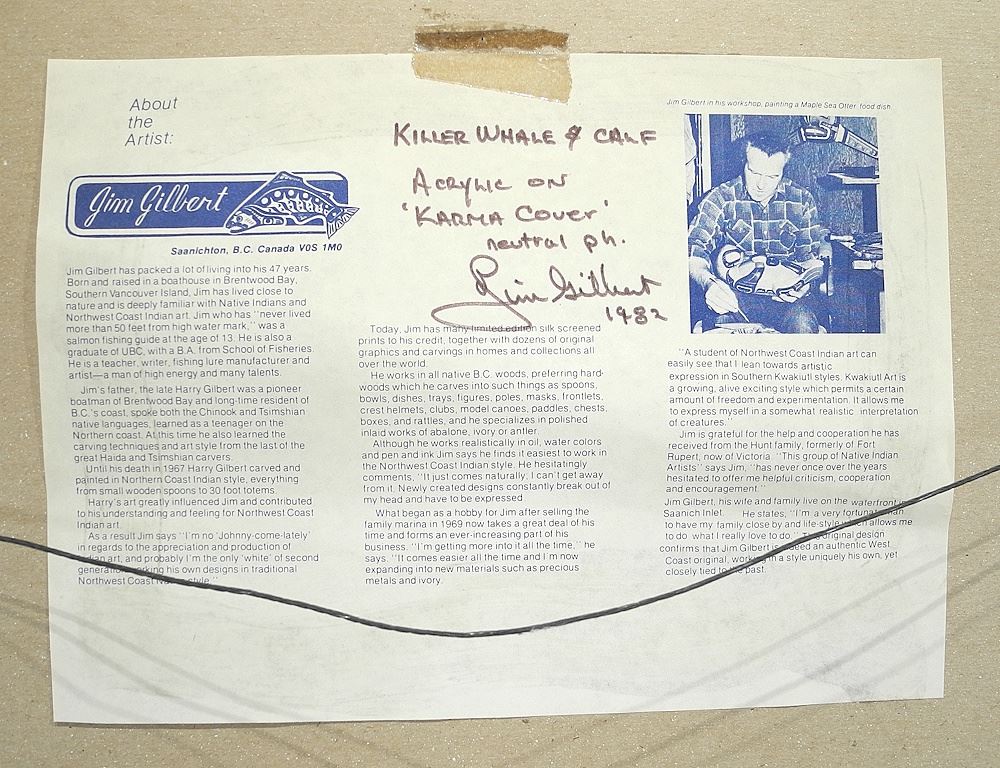 About
the
Artist:
Jim Gilbert
Saanichton, B.C. Canada V0S 1M0
Jim Gilbert has packed a lot of living into his 47 years.
Born and raised in a boathouse in Brentwood Bay,
Southern Vancouver Island, Jim has lived close to
nature and is deeply familiar with Native Indians and
Northwest Coast Indian art. Jim who has "never lived
more than 50 feet from high water mark," was a
salmon fishing guide at the age of 13. He is also a
graduate of UBC, with a B.A. from School of Fisheries.
He is a teacher, writer, fishing lure manufacturer and
artist—a man of high energy and many talents.
Jim's father, the late Harry Gilbert was a pioneer
boatman of Brentwood Bay and long-time resident of
B.C.'s coast, spoke both the Chinook and Tsimshian
native languages, learned as a teenager on the
Northern coast. At this time he also learned the
carving techniques and art style from the last of the
great Haida and Tsimshian carvers.
Until his death in 1967 Harry Gilbert carved and
painted in Northern Coast Indian style, everything
from small wooden spoons to 30 foot totems.
Harry's art greatly influenced Jim and contributed
to his understanding and feeling for Northwest Coast
Indian art.
As a result Jim says "I'm no 'Johnny-come-lately'
in regards to the appreciation and production of
Indian art, and probably I'm the only 'white' of second
generation working his own designs in traditional
Northwest Coast Native style."
KILLER WHALE & CALF
ACRYLIC ON
'KARMA COVER'
neutral ph.
Jim Gilbert
1982
Today, Jim has many limited edition silk screened
prints to his credit, together with dozens of original
graphics and carvings in homes and collections all
over the world.
He works in all native B.C. woods, preferring hard-
woods which he carves into such things as spoons,
bowls, dishes, trays, figures, poles, masks, frontlets,
crest helmets, clubs, model canoes, paddles, chests,
boxes, and rattles, and he specializes in polished
inlaid works of abalone, ivory or antler.
Although he works realistically in oil, water colors
and pen and ink Jim says he finds it easiest to work in
the Northwest Coast Indian style. He hesitatingly
comments, "It just comes naturally, I can't get away
from it. Newly created designs constantly break out of
my head and have to be expressed.
What began as a hobby for Jim after selling the
family marina in 1969 now takes a great deal of his
time and forms an ever-increasing part of his
business. "I'm getting more into it all the time," he
says. "It comes easier all the time and I'm now
expanding into new materials such as precious
metals and ivory.
Jim Gilbert in his workshop, painting a Maple Sea Otter food dish.
"A student of Northwest Coast Indian art can
easily see that I lean towards artistic
expression in Southern Kwakiutl styles. Kwakiutl Art is
a growing, alive exciting style which permits a certain
amount of freedom and experimentation. It allows me
to express myself in a somewhat realistic interpretation
of creatures.
Jim is grateful for the help and cooperation he has
received from the Hunt family, formerly of Fort
Rupert, now of Victoria. "This group of Native Indian
Artists" says Jim, "has never once over the years
hesitated to offer me helpful criticism, cooperation
and encouragement."
Jim Gilbert, his wife and family live on the waterfront in
Saanich Inlet. He states, "I'm a very fortunate man
to have my family close by and life-style which allows me
to do what I really love to do." This original design
confirms that Jim Gilbert is indeed an authentic West
Coast original, working in a style uniquely his own, yet
closely tied to the past.